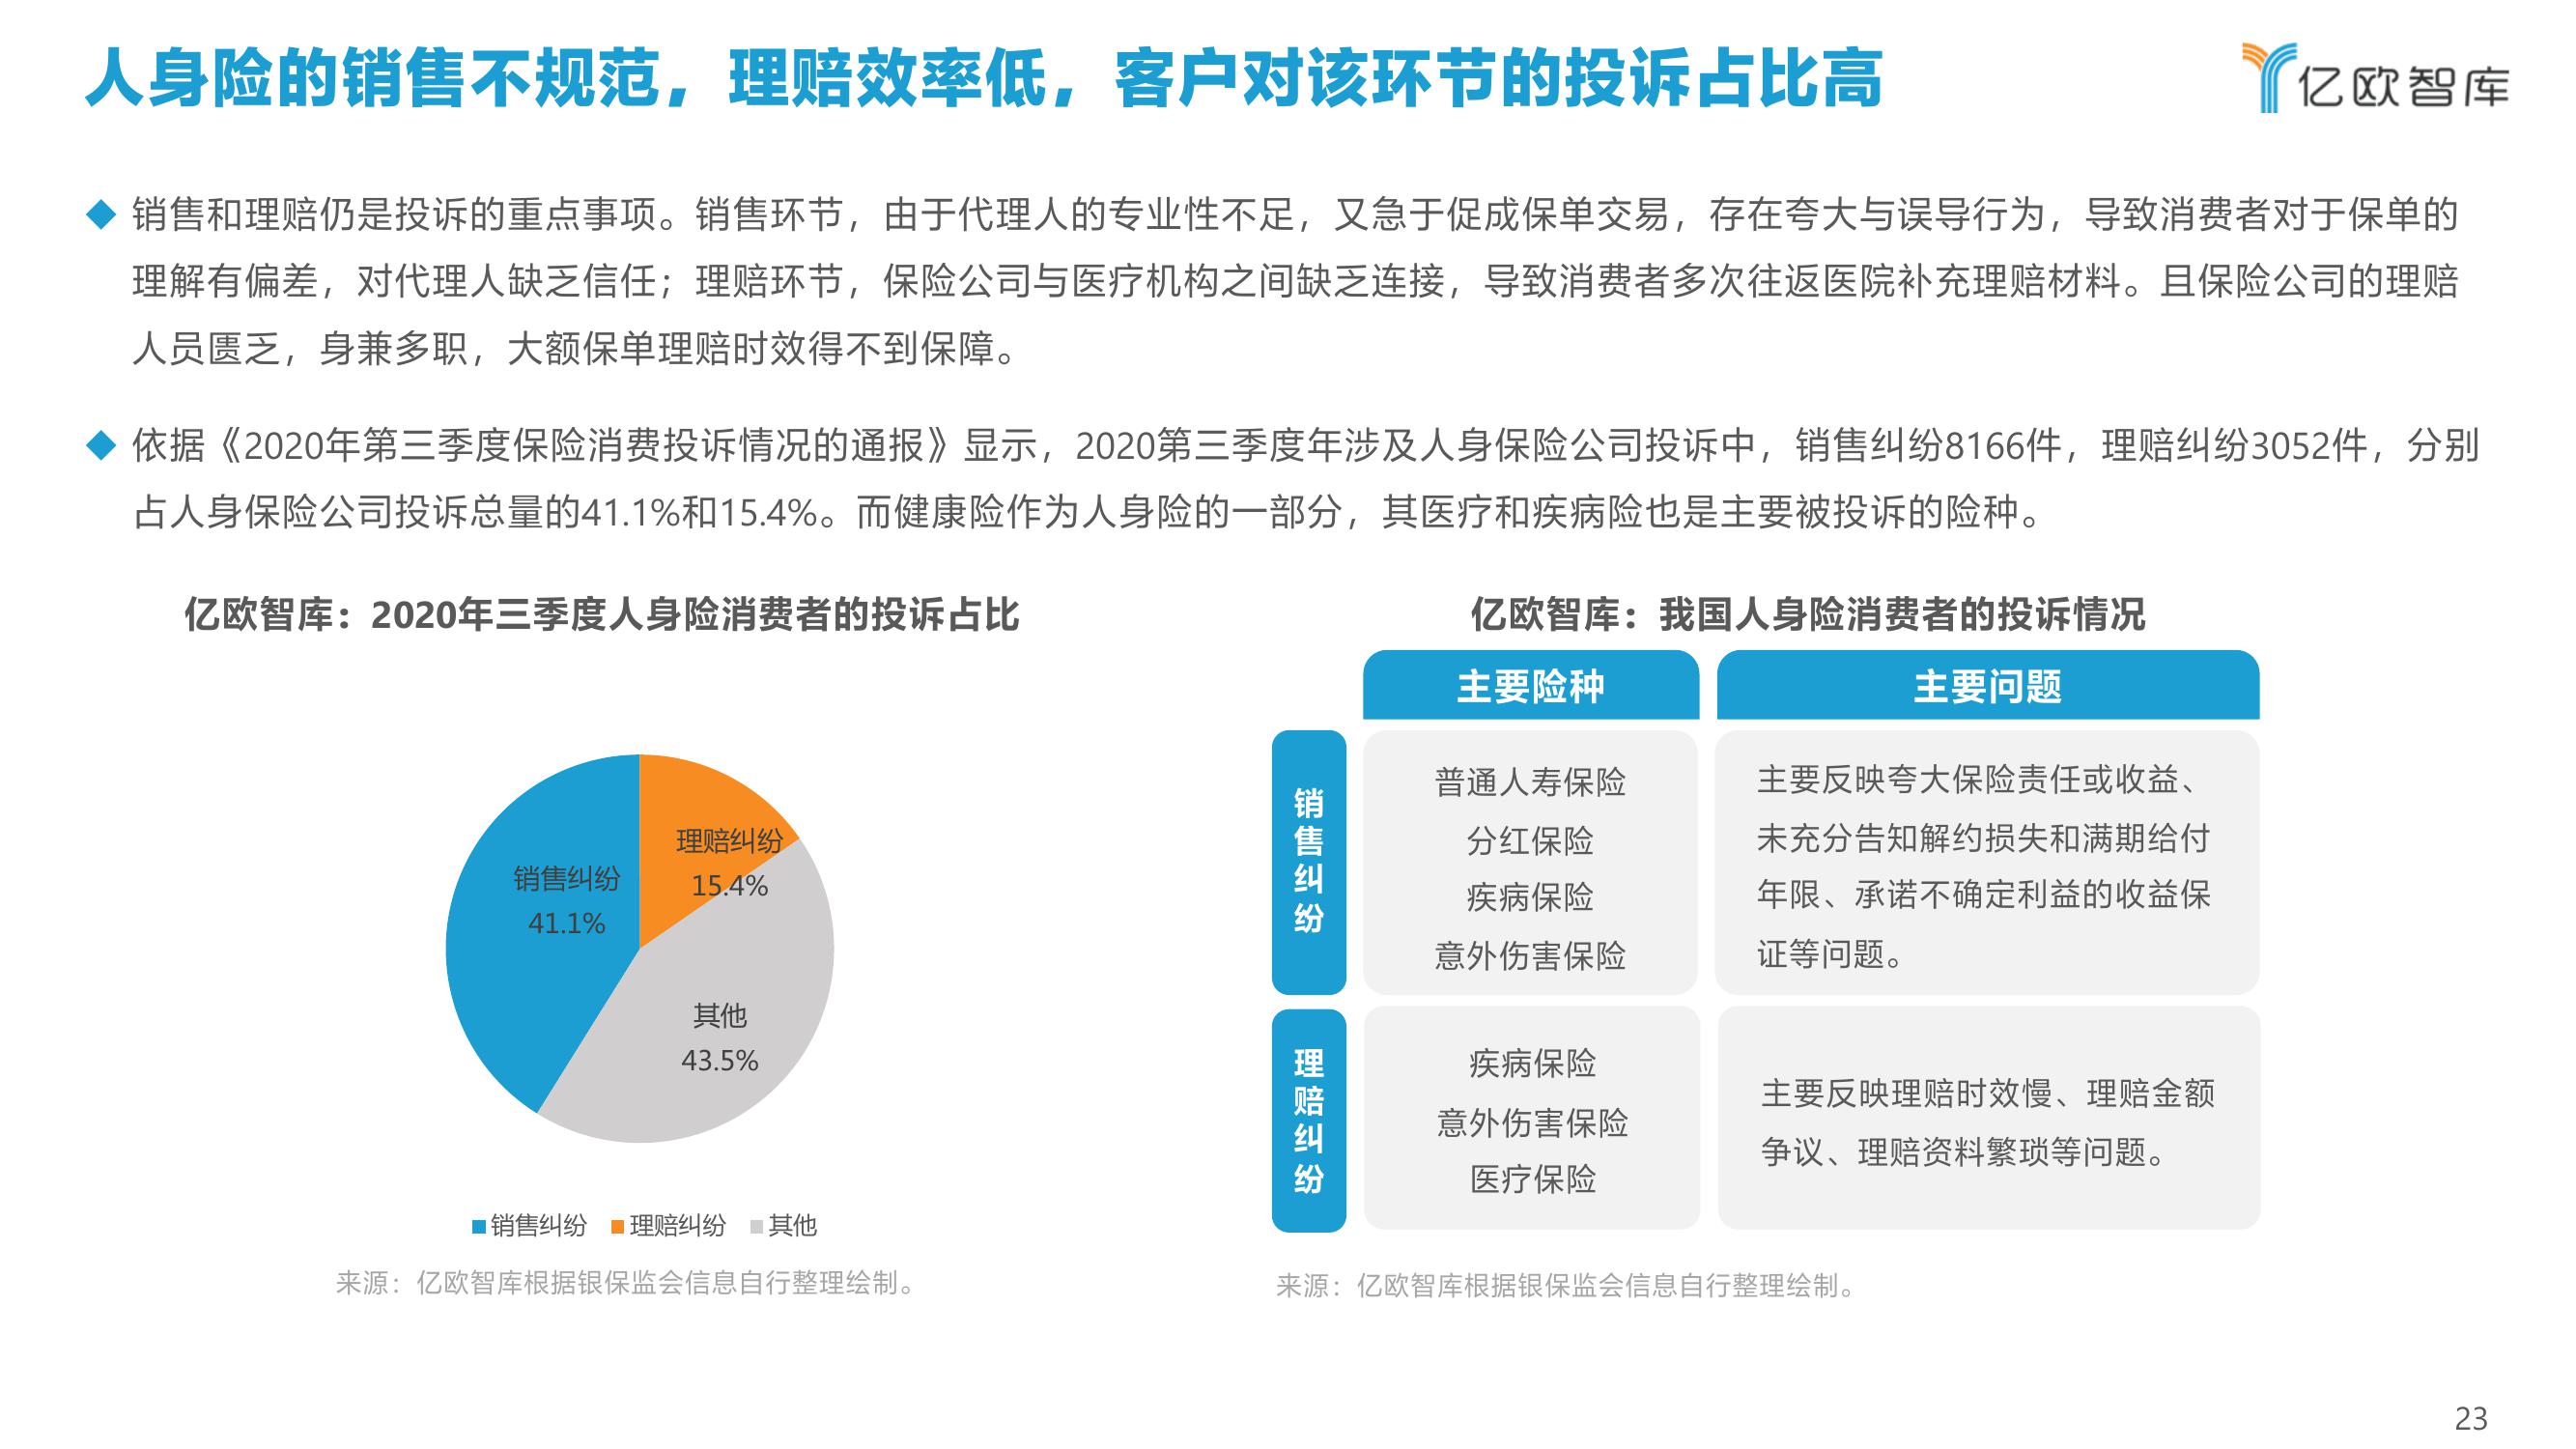 人身险的销售不规范，理赔效率低，客户对该环节的投诉占比高
亿欧智库
销售和理赔仍是投诉的重点事项。销售环节，由于代理人的专业性不足，又急于促成保单交易，存在夸大与误导行为，导致消费者对于保单的
理解有偏差，对代理人缺乏信任；理赔环节，保险公司与医疗机构之间缺乏连接，导致消费者多次往返医院补充理赔材料。且保险公司的理赔
人员匮乏，身兼多职，大额保单理赔时效得不到保障。
依据《2020年第三季度保险消费投诉情况的通报》显示，2020第三季度年涉及人身保险公司投诉中，销售纠纷8166件，理赔纠纷3052件，分别
占人身保险公司投诉总量的41.1%和15.4%。而健康险作为人身险的一部分，其医疗和疾病险也是主要被投诉的险种。
亿欧智库：2020年三季度人身险消费者的投诉占比
理赔纠纷
15.4%
销售纠纷
41.1%
其他
43.5%
销售纠纷 理赔纠纷 其他
来源：亿欧智库根据银保监会信息自行整理绘制。
亿欧智库：我国人身险消费者的投诉情况
主要险种
主要问题
销售纠纷
普通人寿保险
分红保险
疾病保险
意外伤害保险
主要反映夸大保险责任或收益、
未充分告知解约损失和满期给付
年限、承诺不确定利益的收益保
证等问题。
理赔纠纷
疾病保险
意外伤害保险
医疗保险
主要反映理赔时效慢、理赔金额
争议、理赔资料繁琐等问题。
来源：亿欧智库根据银保监会信息自行整理绘制。
23